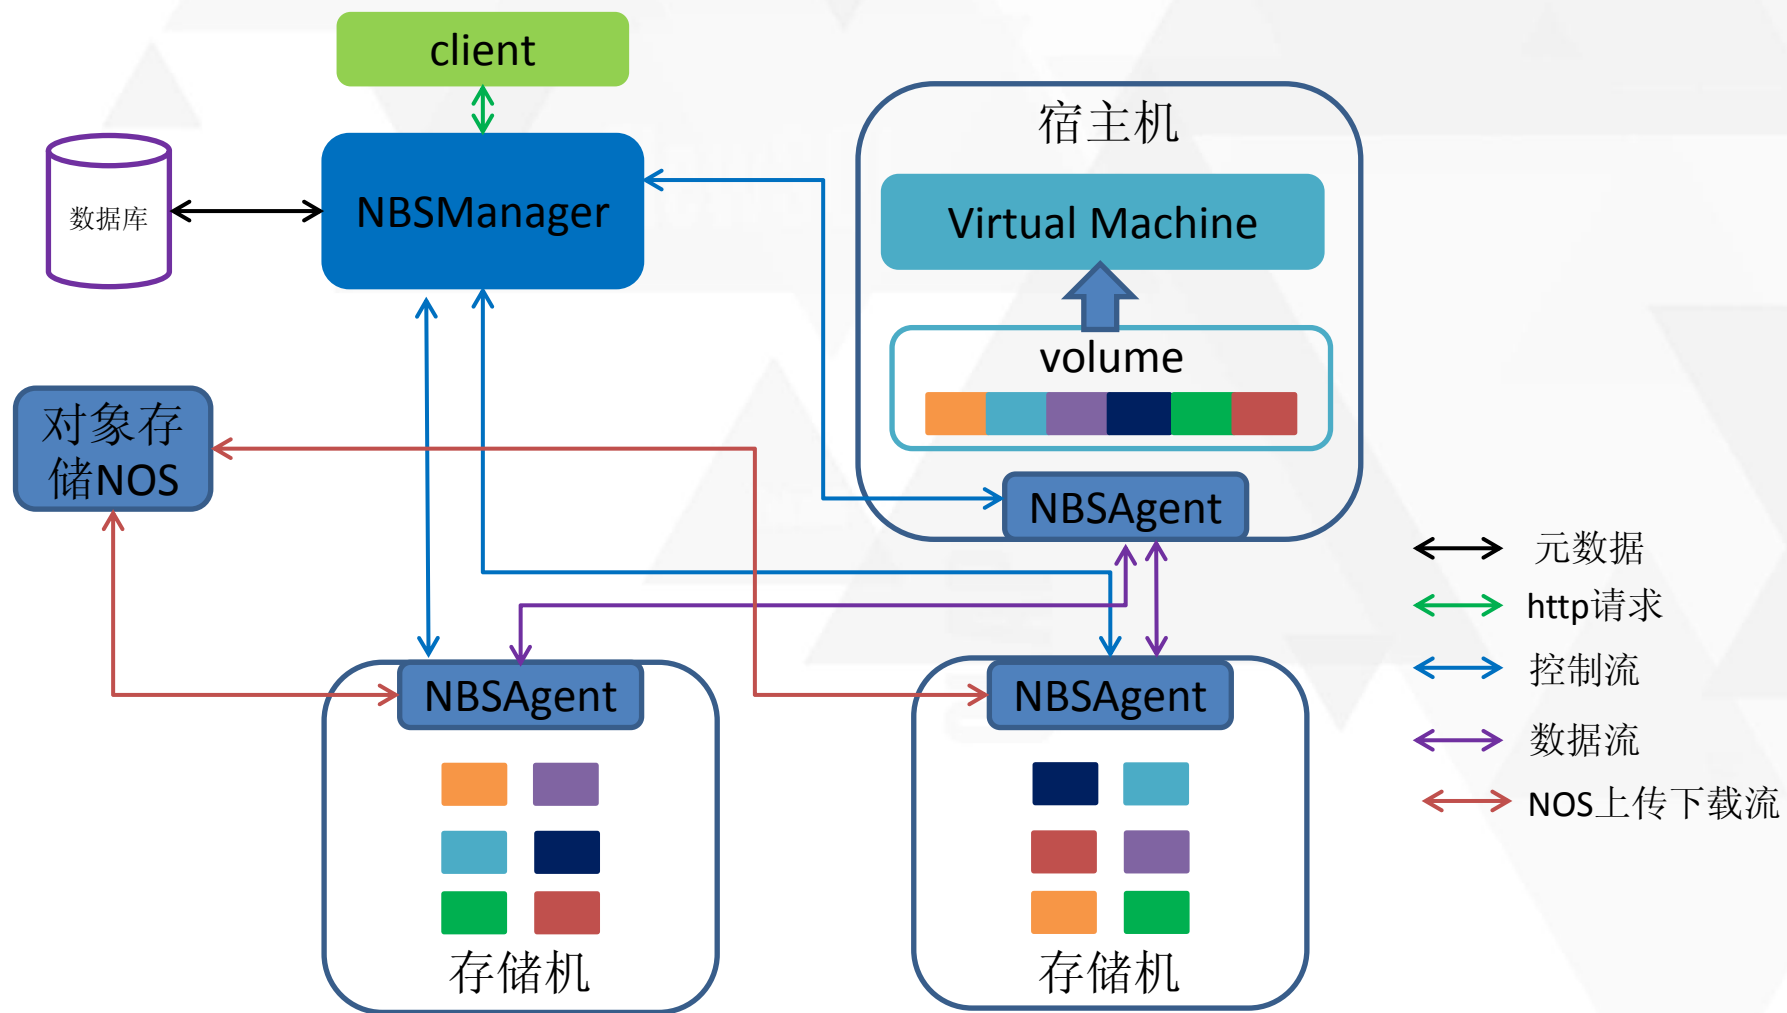 client
宿主机
数据库
NBSManager
Virtual Machine
volume
对象存
储NOS
NBSAgent
元数据
http请求
控制流
NBSAgent
NBSAgent
数据流
NOS上传下载流
存储机
存储机